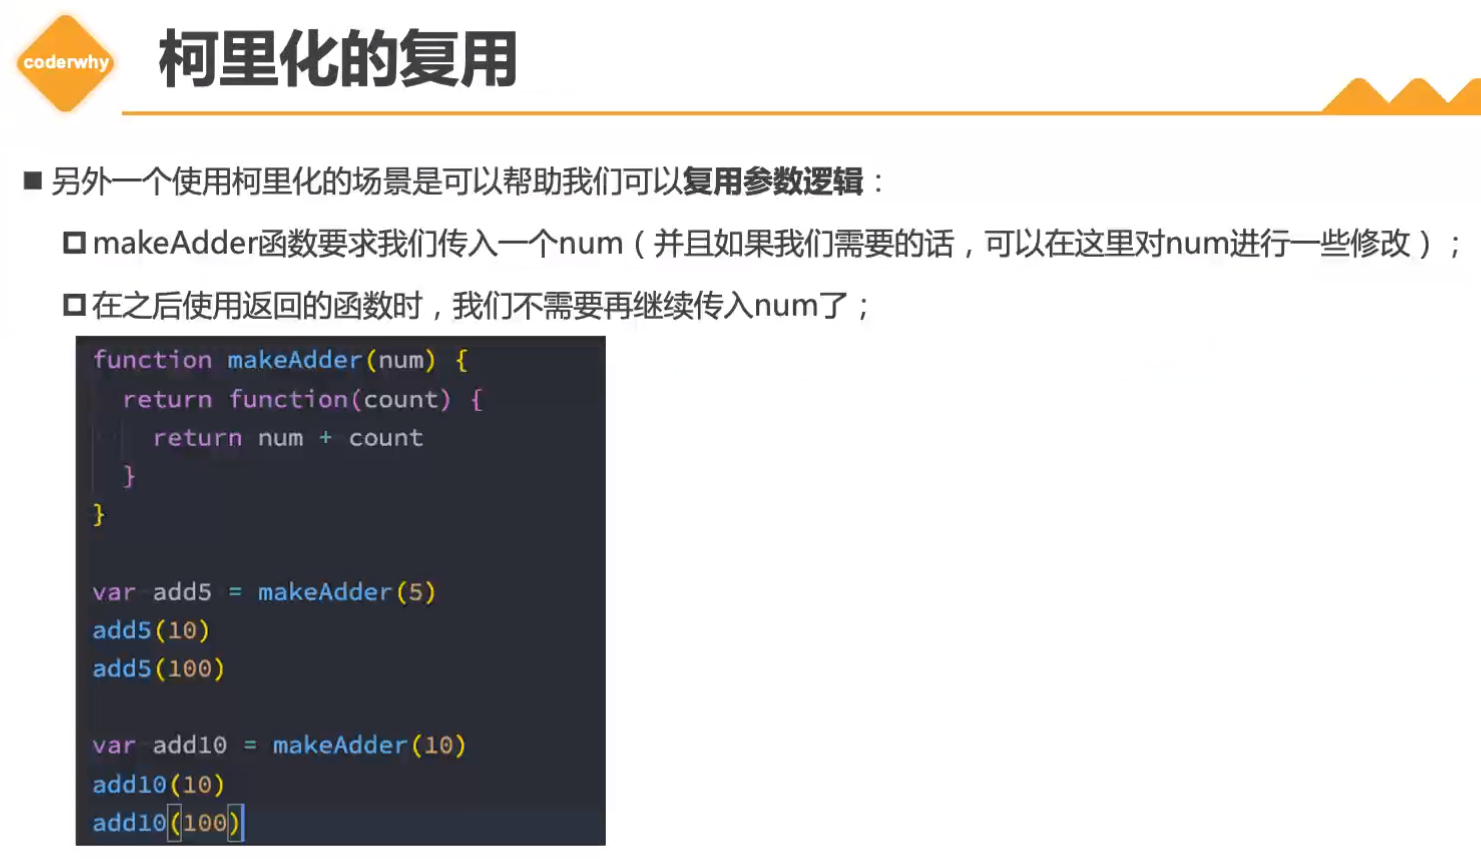 coderwhy
柯里化的复用
另外一个使用柯里化的场景是可以帮助我们可以复用参数逻辑：
makeAdder函数要求我们传入一个num（并且如果我们需要的话，可以在这里对num进行一些修改）；
在之后使用返回的函数时，我们不需要再继续传入num了；
function makeAdder(num) {
  return function(count) {
    return num + count
  }
}
var add5 = makeAdder(5)
add5(10)
add5(100)
var add10 = makeAdder(10)
add10(10)
add10(100)